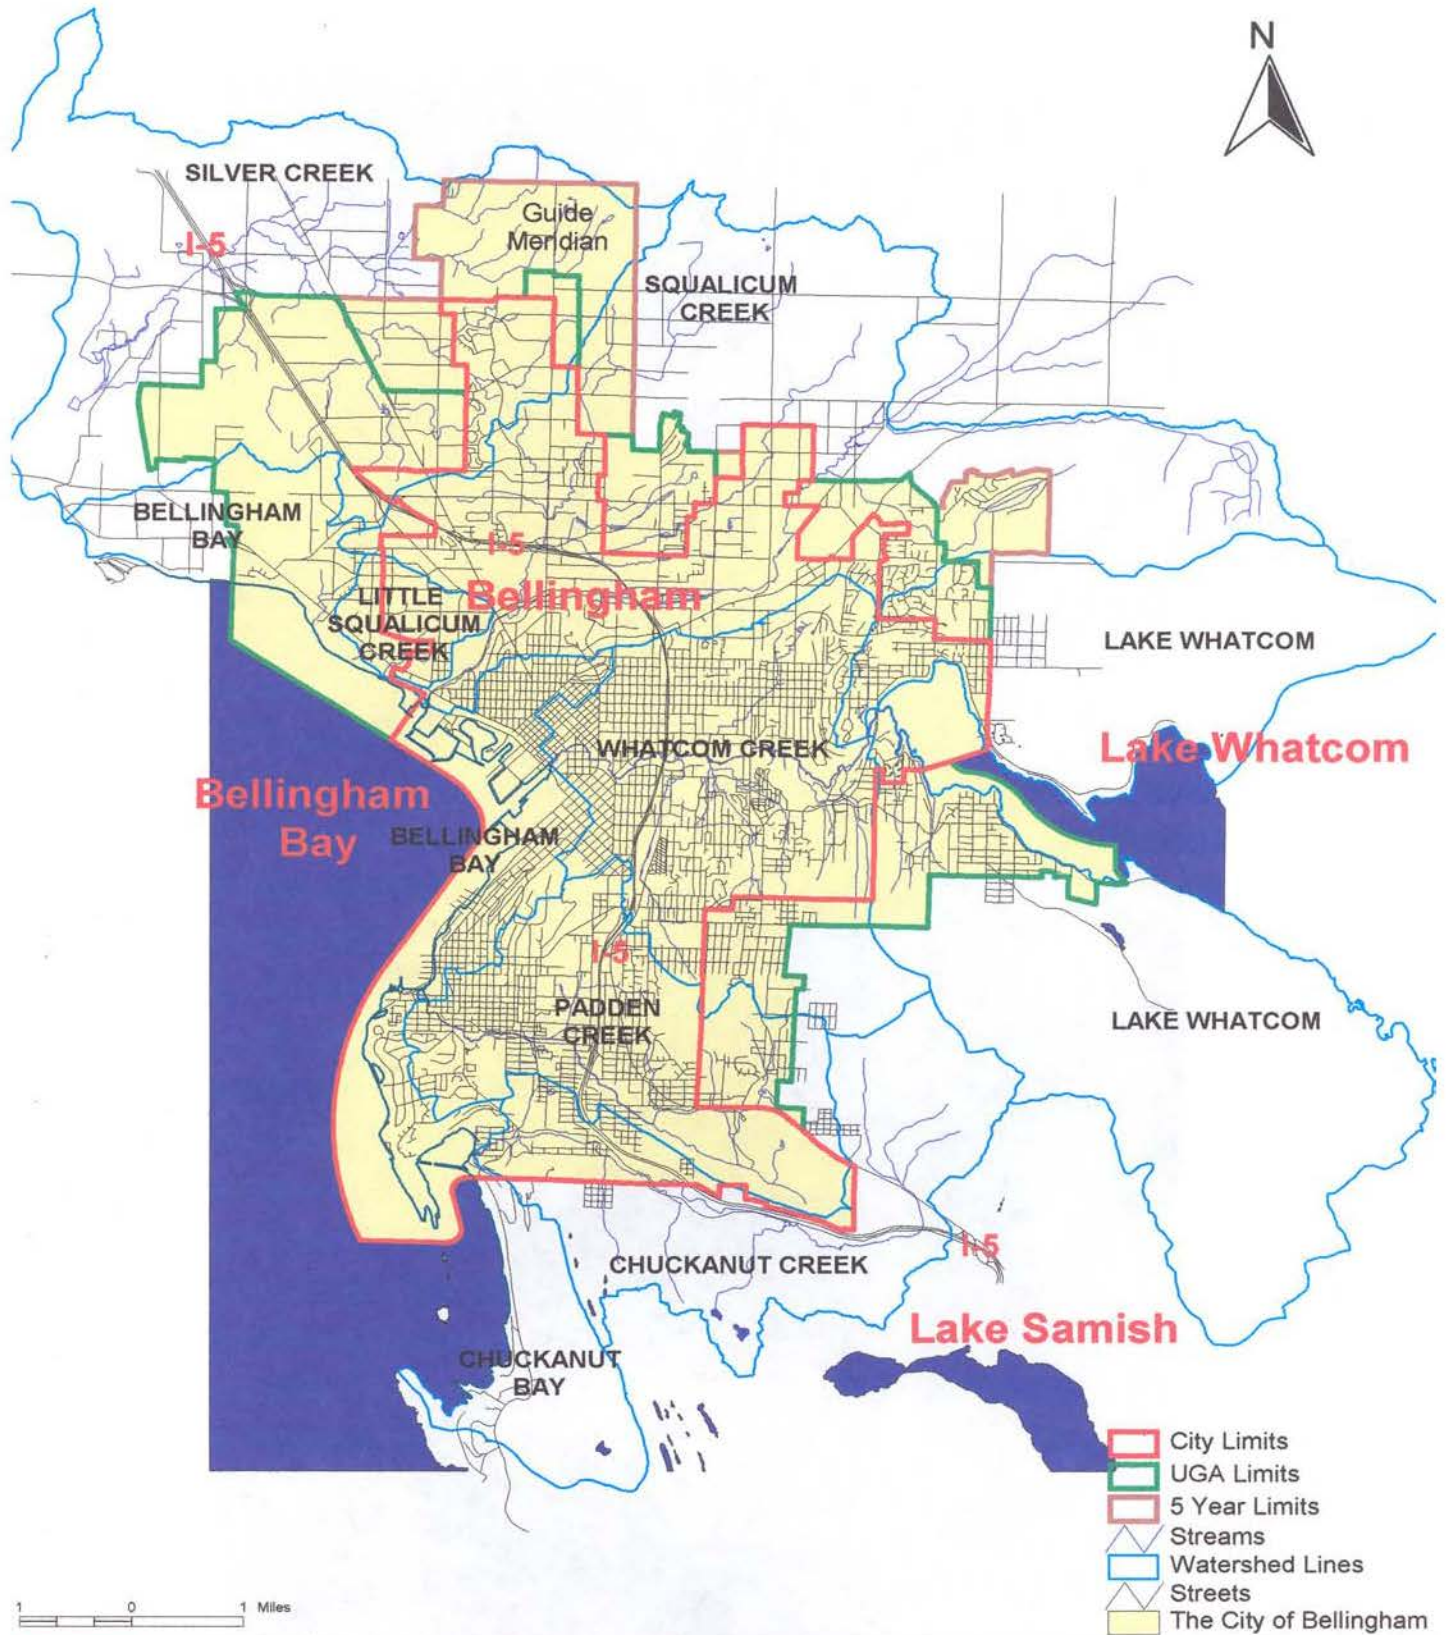 N
SILVER CREEK
Guide
Meridian
I-5
SQUALICUM
CREEK
BELLINGHAM
BAY
I-5
Bellingham
LITTLE
SQUALICUM
CREEK
LAKE WHATCOM
WHATCOM CREEK
Lake Whatcom
Bellingham
Bay
BELLINGHAM
BAY
I-5
PADDEN
CREEK
LAKE WHATCOM
I-5
CHUCKANUT CREEK
Lake Samish
CHUCKANUT
BAY
City Limits
UGA Limits
5 Year Limits
Streams
Watershed Lines
Streets
The City of Bellingham
1 0 1 Miles